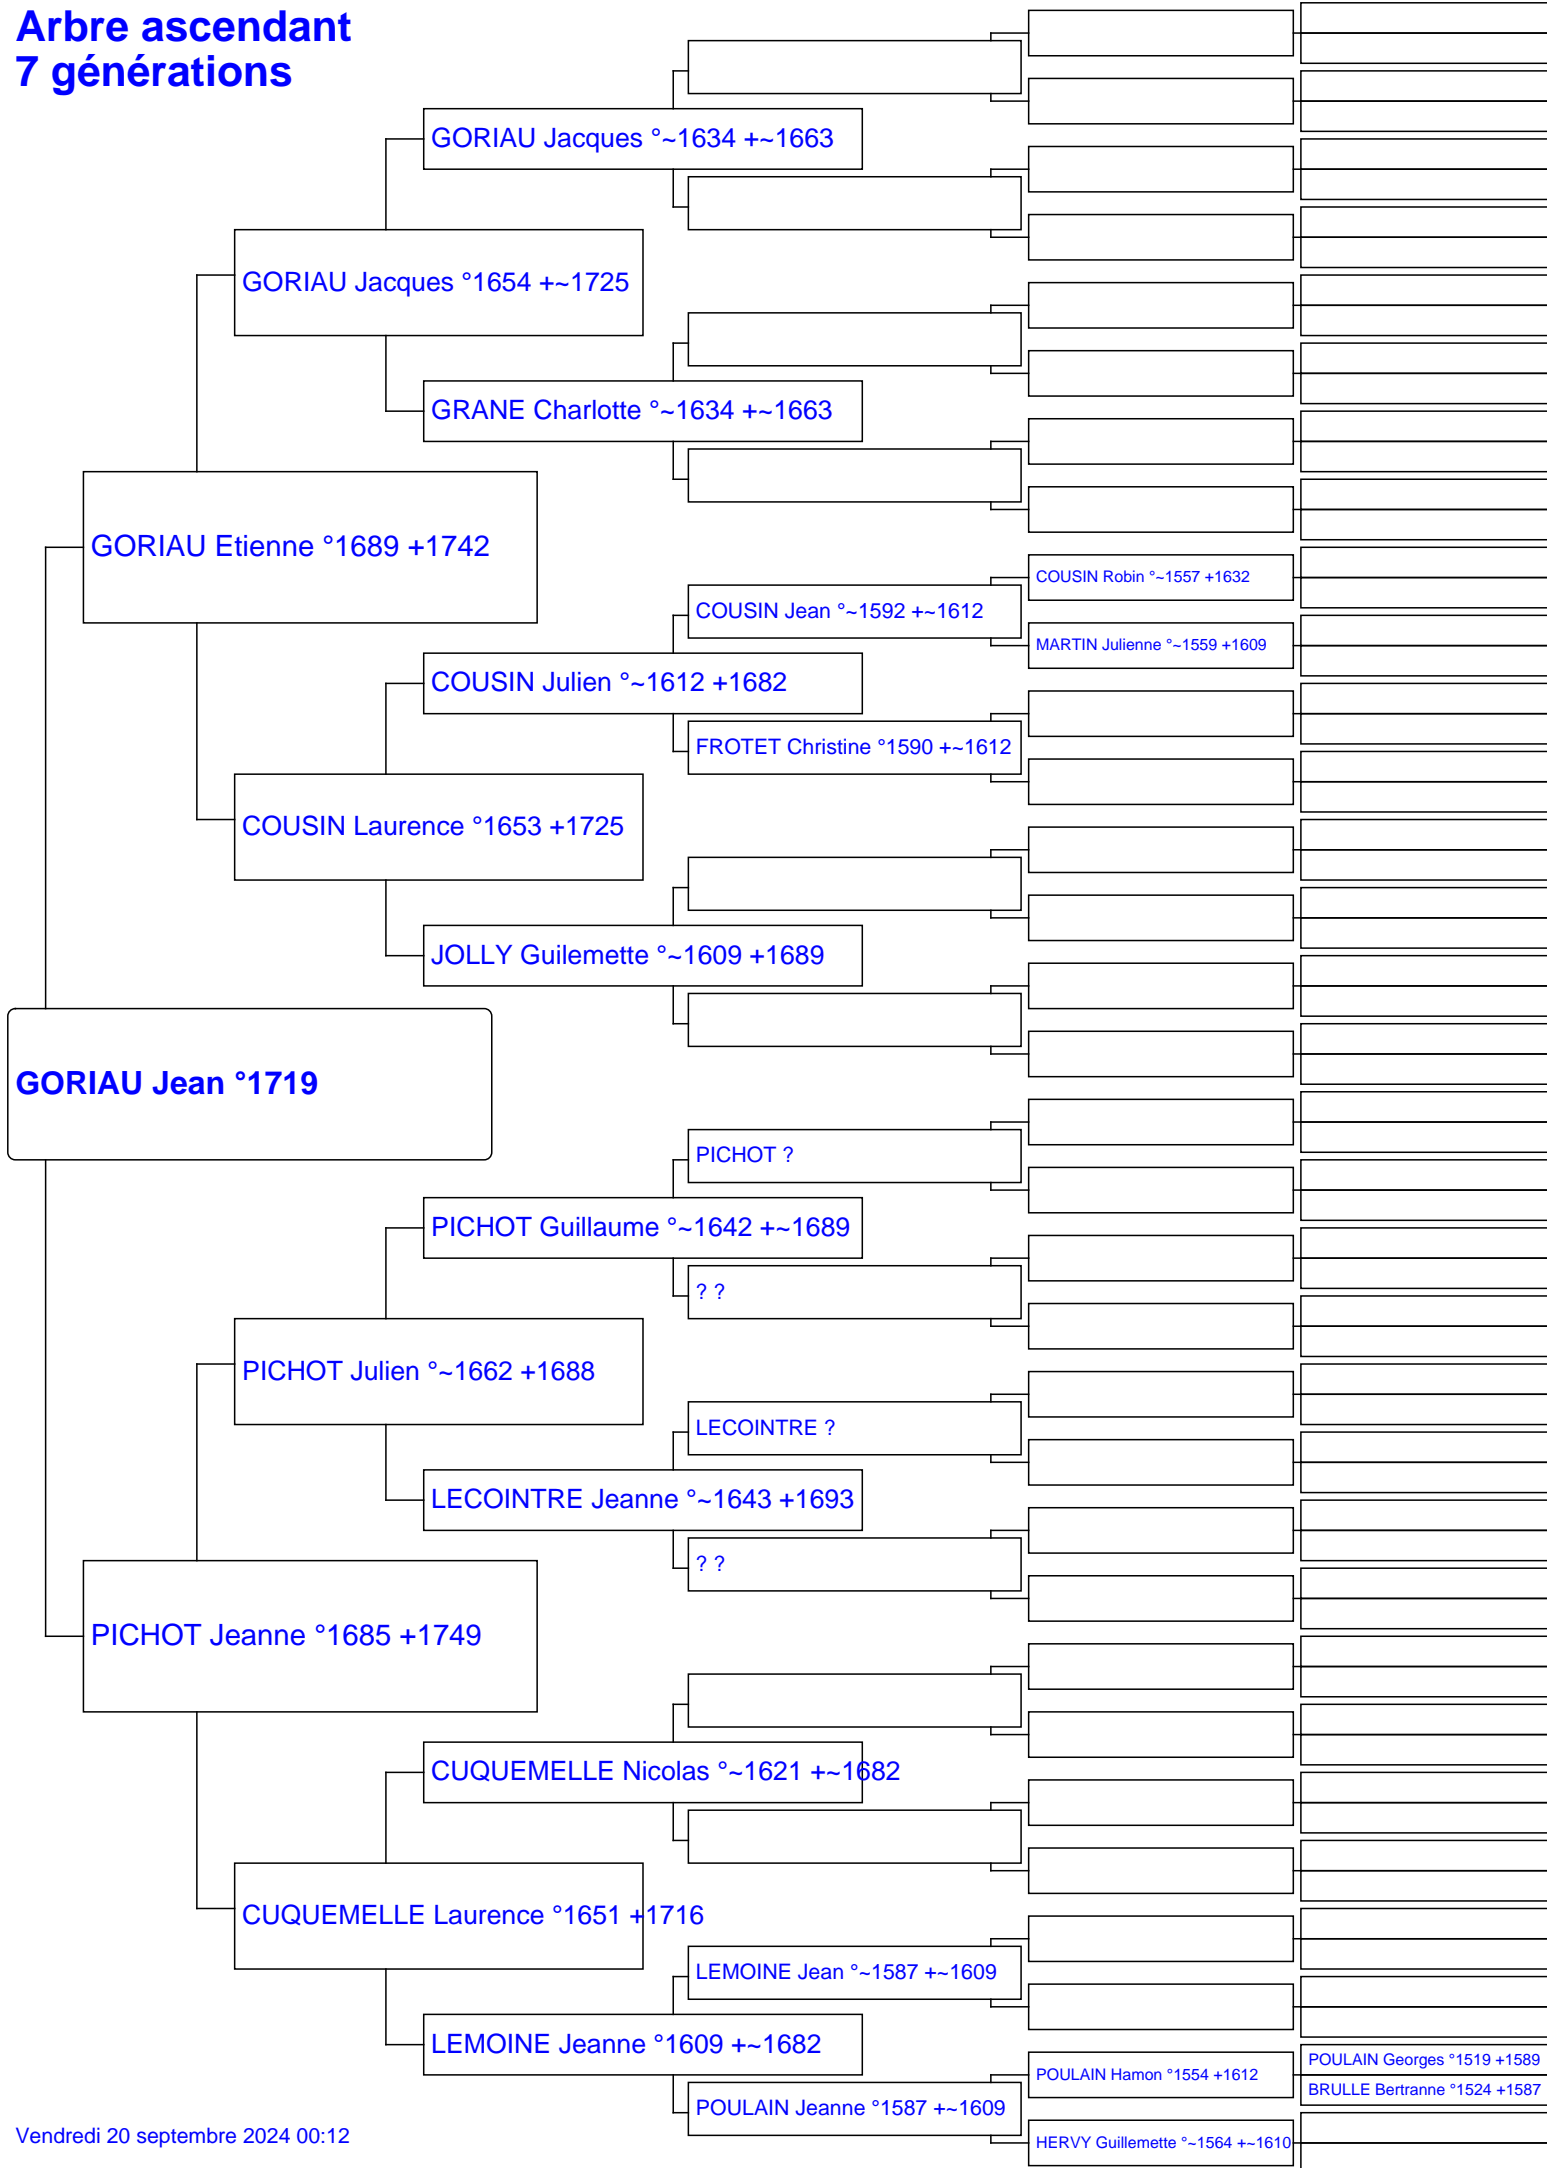 Arbre ascendant
7 générations
GORIAU Jacques °~1634 +~1663
GORIAU Jacques °1654 +~1725
GRANE Charlotte °~1634 +~1663
GORIAU Etienne °1689 +1742
COUSIN Robin °~1557 +1632
COUSIN Jean °~1592 +~1612
MARTIN Julienne °~1559 +1609
COUSIN Julien °~1612 +1682
FROTET Christine °1590 +~1612
COUSIN Laurence °1653 +1725
JOLLY Guilemette °~1609 +1689
GORIAU Jean °1719
PICHOT ?
PICHOT Guillaume °~1642 +~1689
? ?
PICHOT Julien °~1662 +1688
LECOINTRE ?
LECOINTRE Jeanne °~1643 +1693
? ?
PICHOT Jeanne °1685 +1749
CUQUEMELLE Nicolas °~1621 +~1682
CUQUEMELLE Laurence °1651 +1716
LEMOINE Jean °~1587 +~1609
LEMOINE Jeanne °1609 +~1682
POULAIN Georges °1519 +1589
POULAIN Hamon °1554 +1612
BRULLE Bertranne °1524 +1587
POULAIN Jeanne °1587 +~1609
HERVY Guillemette °~1564 +~1610
Vendredi 20 septembre 2024 00:12